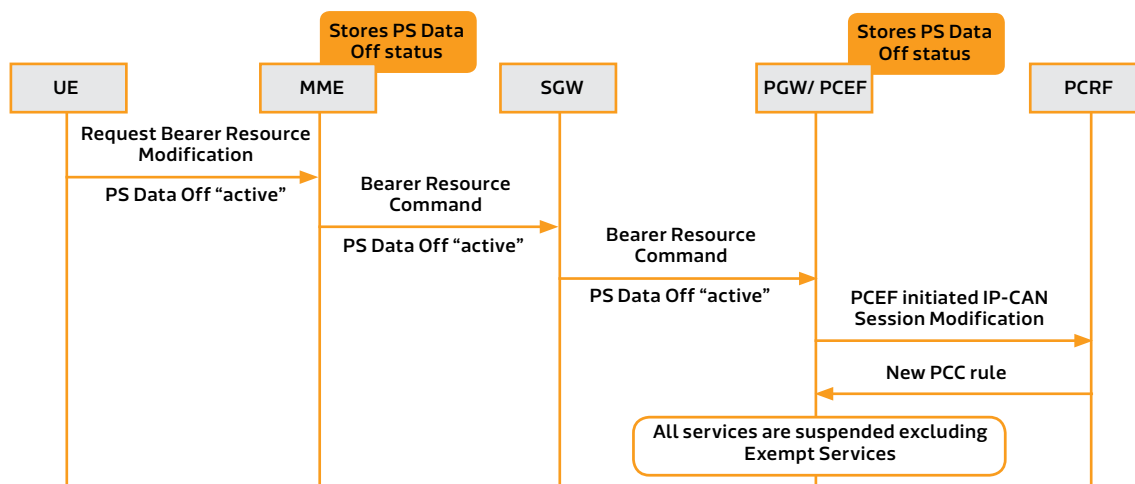 Stores PS Data
Off status
Stores PS Data
Off status
UE
MME
SGW
PGW/ PCEF
PCRF
Request Bearer Resource
Modification
PS Data Off “active”
Bearer Resource
Command
PS Data Off “active”
Bearer Resource
Command
PS Data Off “active”
PCEF initiated IP-CAN
Session Modification
New PCC rule
All services are suspended excluding
Exempt Services